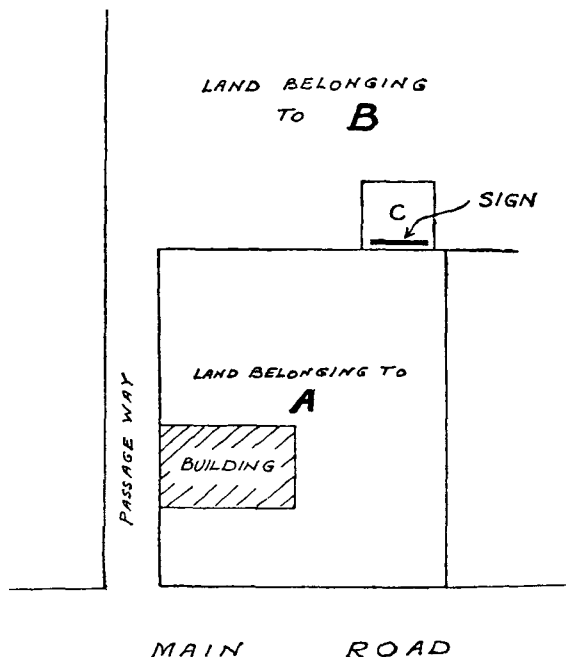 LAND BELONGING
TO B
C
SIGN
LAND BELONGING TO
A
BUILDING
PASSAGE WAY
MAIN ROAD